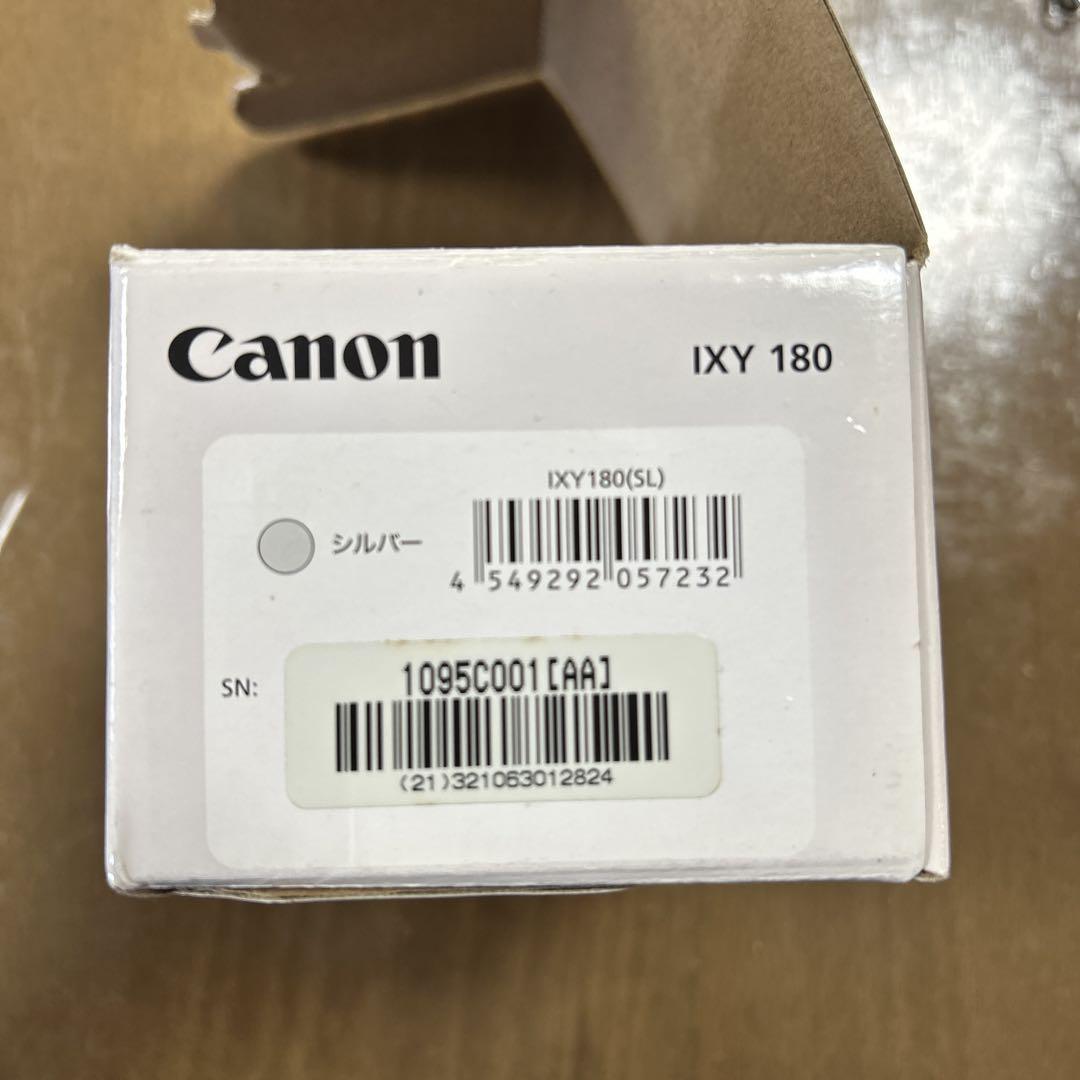 Canon
IXY 180
IXY180(SL)
シルバー
4 549292 057232
SN:
1095C001[AA]
(21)321063012824